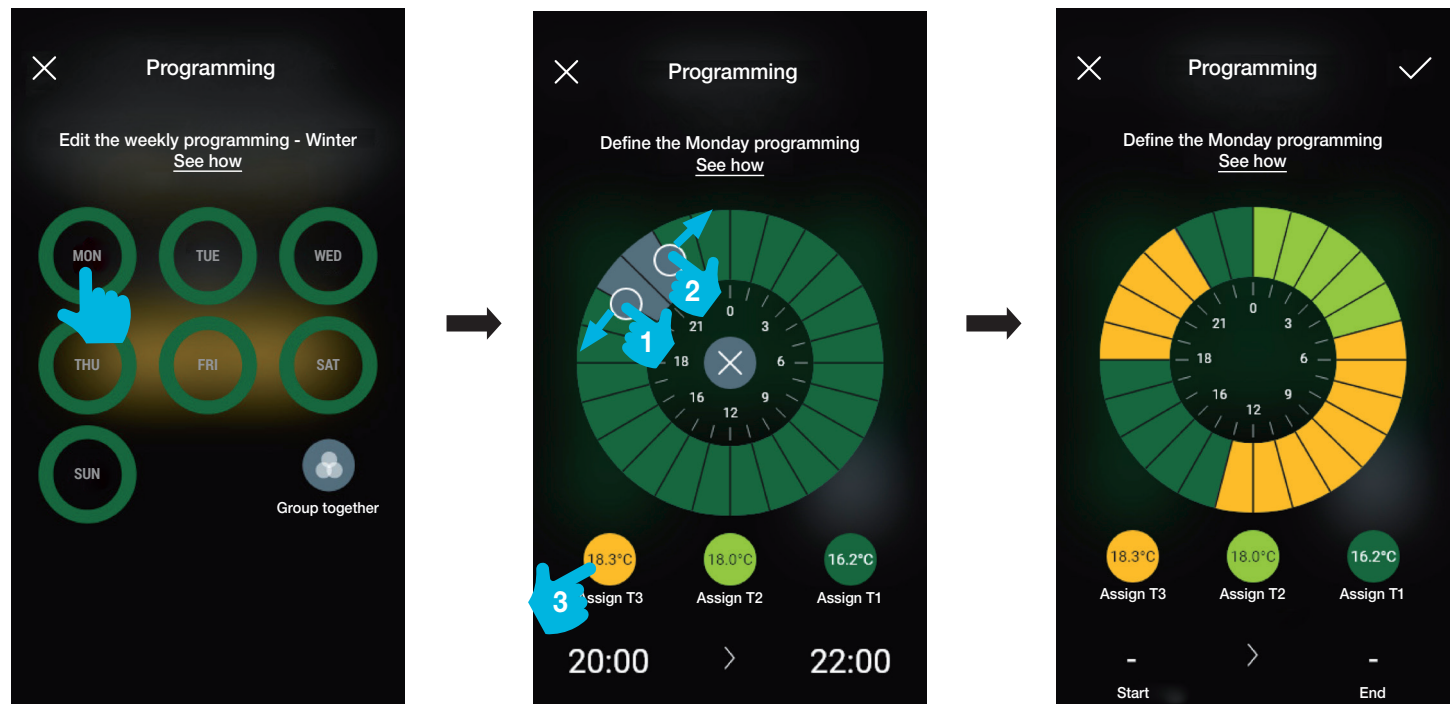 Programming
Edit the weekly programming - Winter
See how
MON
TUE
WED
THU
FRI
SAT
SUN
Group together
Programming
Define the Monday programming
See how
0
3
6
9
12
16
18
21
1
2
18.3°C
18.0°C
16.2°C
3
ssign T3
Assign T2
Assign T1
20:00
>
22:00
Programming
Define the Monday programming
See how
0
3
6
9
12
16
18
21
18.3°C
18.0°C
16.2°C
Assign T3
Assign T2
Assign T1
-
>
-
Start
End